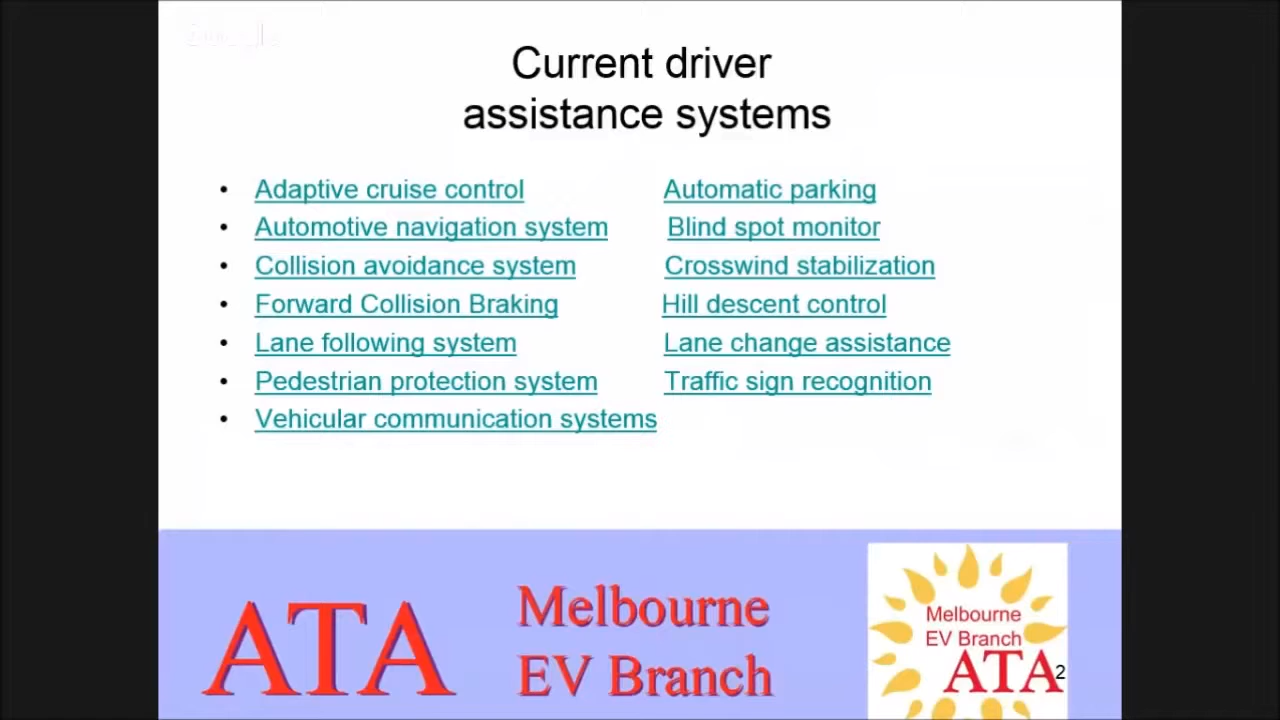 Current driver
assistance systems
• Adaptive cruise control Automatic parking
• Automotive navigation system Blind spot monitor
• Collision avoidance system Crosswind stabilization
• Forward Collision Braking Hill descent control
• Lane following system Lane change assistance
• Pedestrian protection system Traffic sign recognition
• Vehicular communication systems
ATA
Melbourne
EV Branch
Melbourne
EV Branch
ATA
2